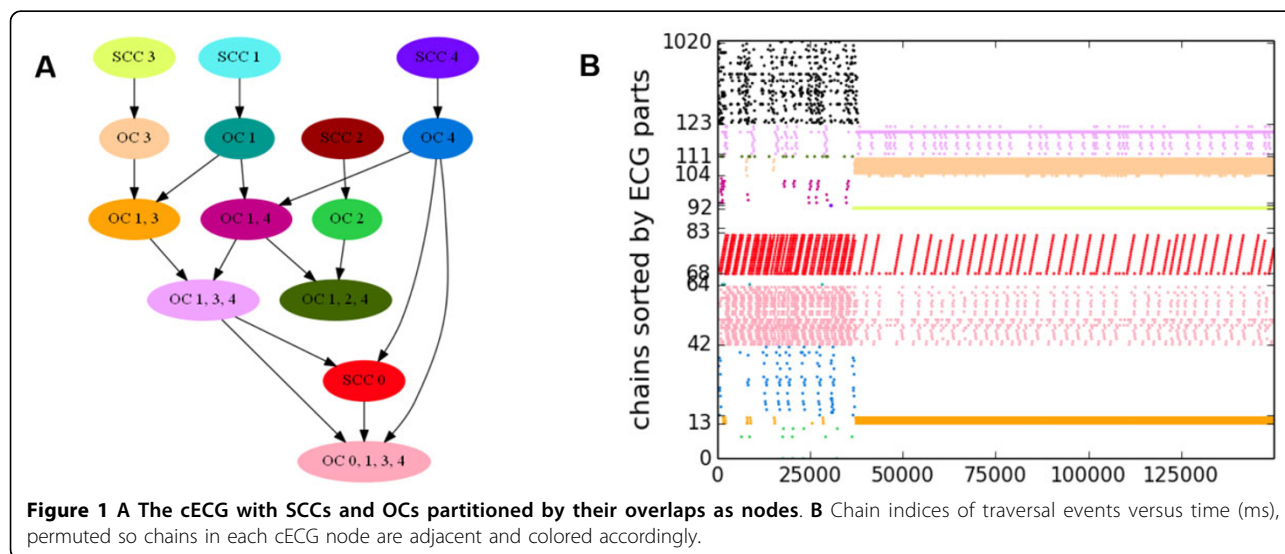 A
SCC 3
SCC 1
SCC 4
OC 3
OC 1
SCC 2
OC 4
OC 1, 3
OC 1, 4
OC 2
OC 1, 3, 4
OC 1, 2, 4
SCC 0
OC 0, 1, 3, 4
B
chains sorted by ECG parts
1020
123
111
104
92
83
68
64
42
13
0
0 25000 50000 75000 100000 125000
Figure 1 A The cECG with SCCs and OCs partitioned by their overlaps as nodes. B Chain indices of traversal events versus time (ms),
permuted so chains in each cECG node are adjacent and colored accordingly.